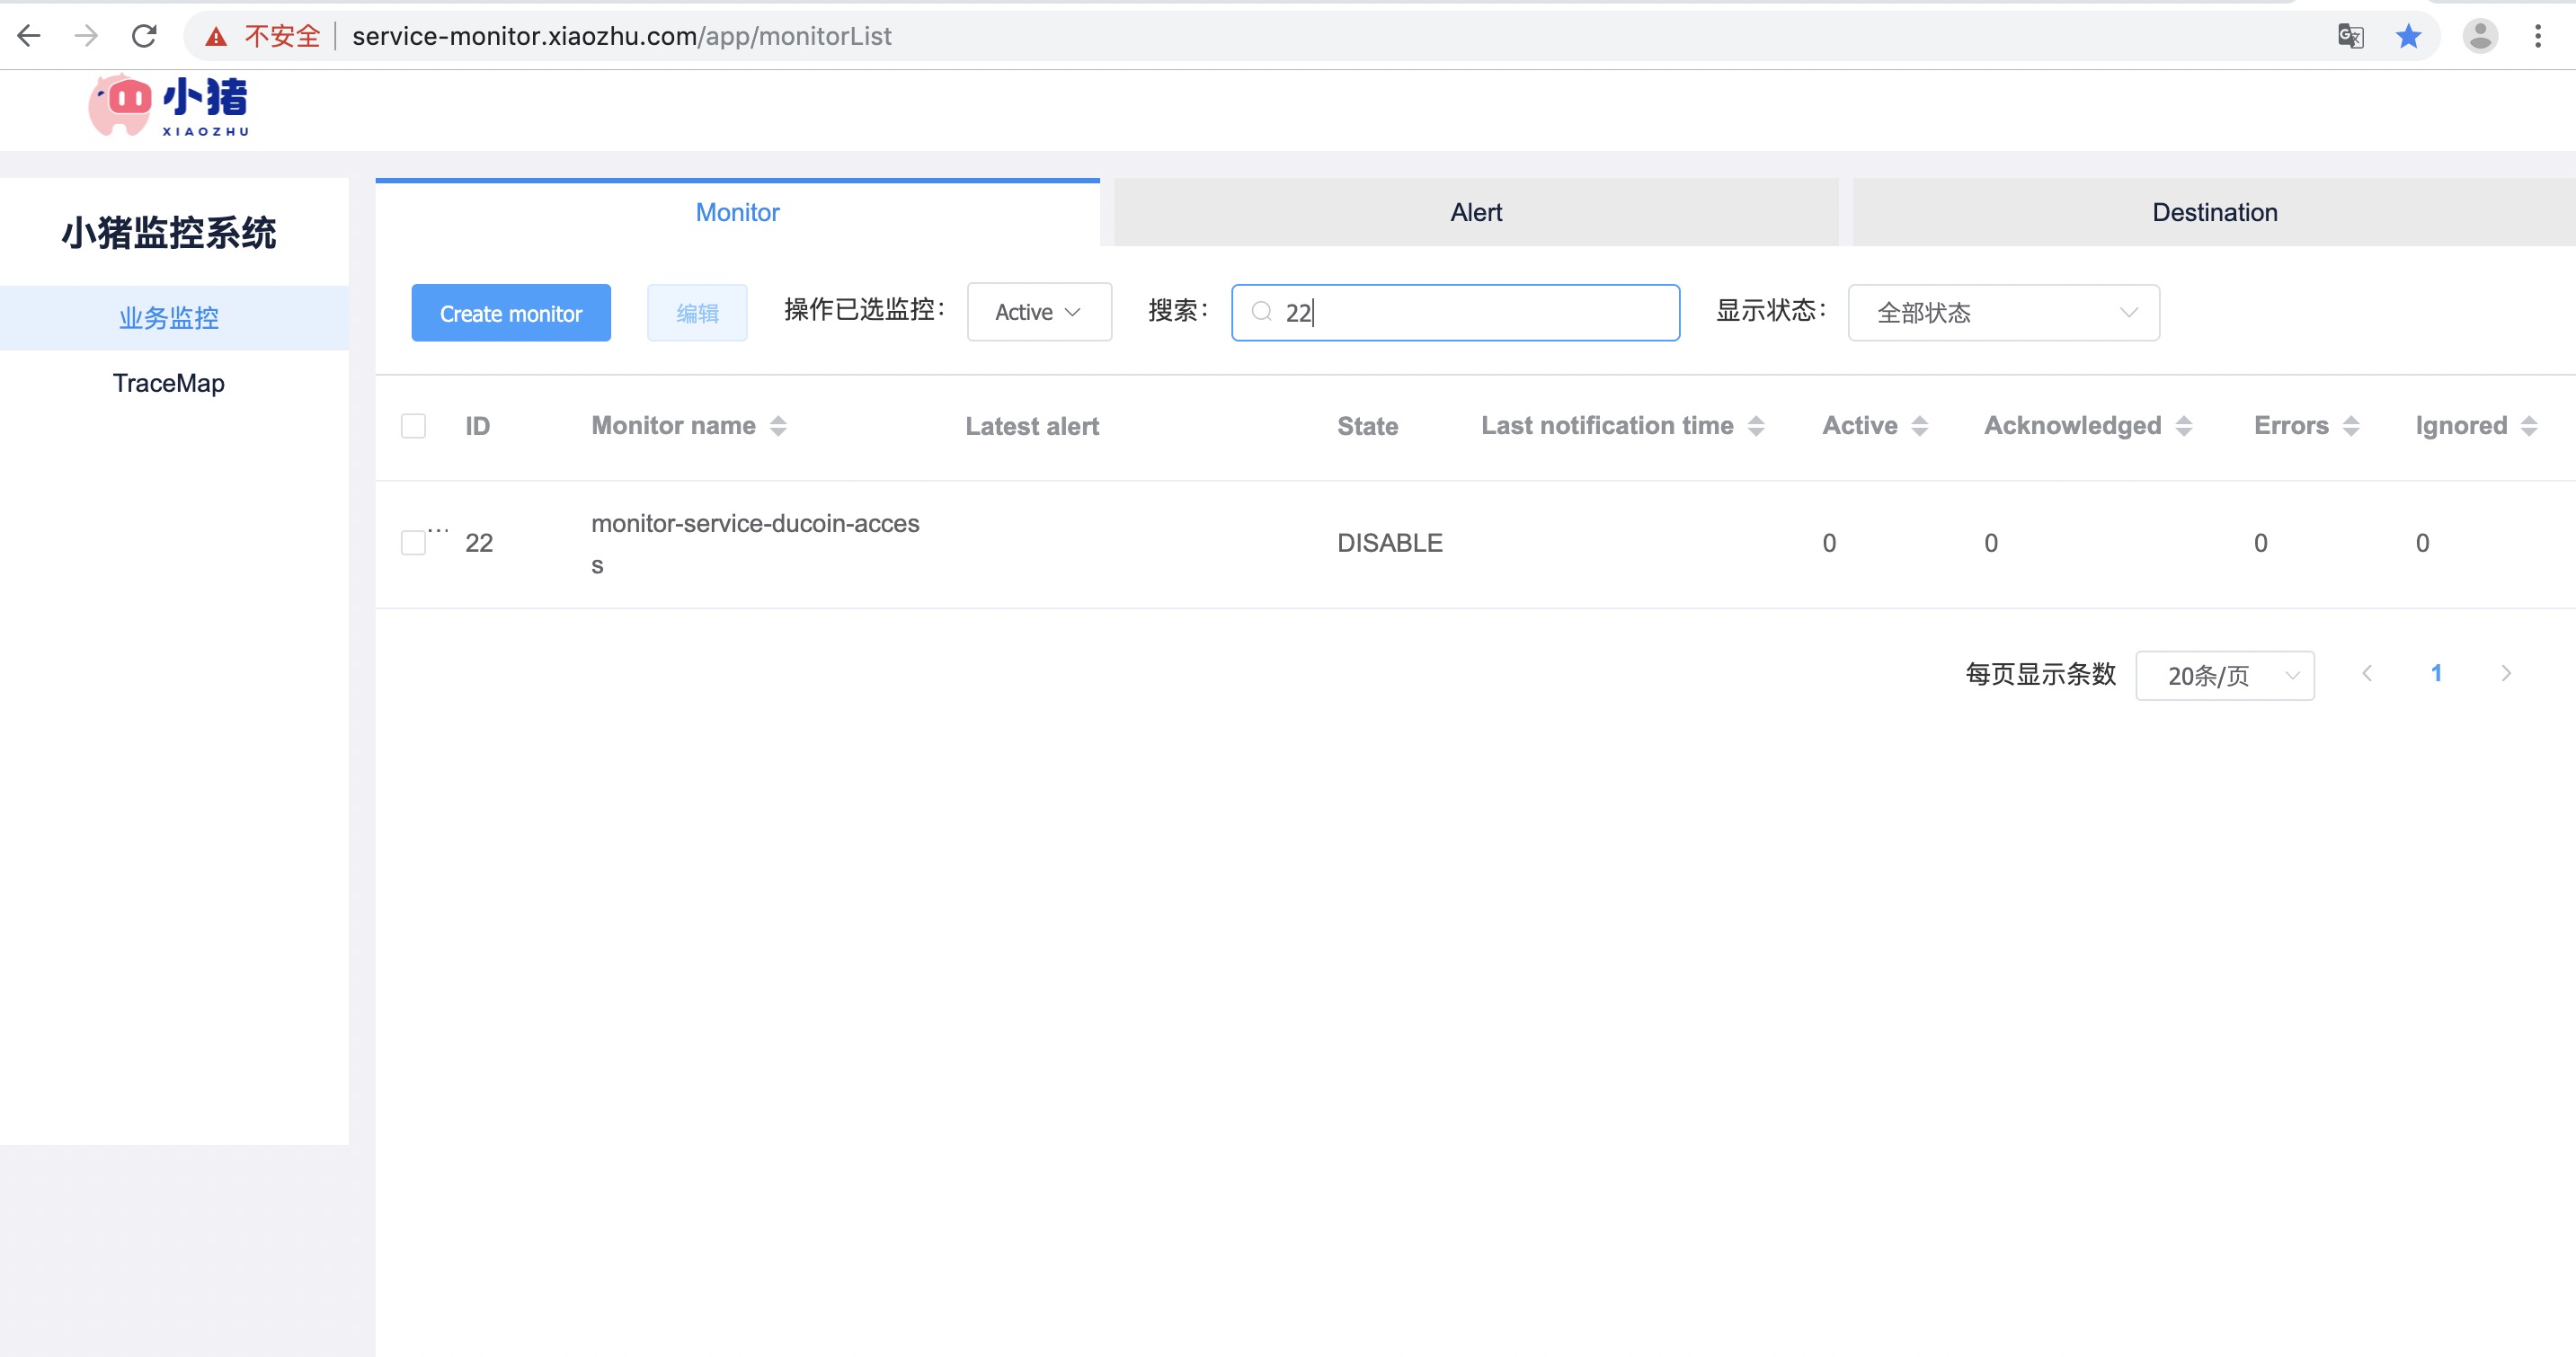 不安全 service-monitor.xiaozhu.com/app/monitorList
小猪
XIAOZHU
小猪监控系统
业务监控
TraceMap
Monitor Alert Destination
Create monitor 编辑 操作已选监控： Active 搜索： 22 显示状态： 全部状态
ID Monitor name Latest alert State Last notification time Active Acknowledged Errors Ignored
... 22 monitor-service-ducoin-acces DISABLE 0 0 0 0
s
每页显示条数 20条/页 1